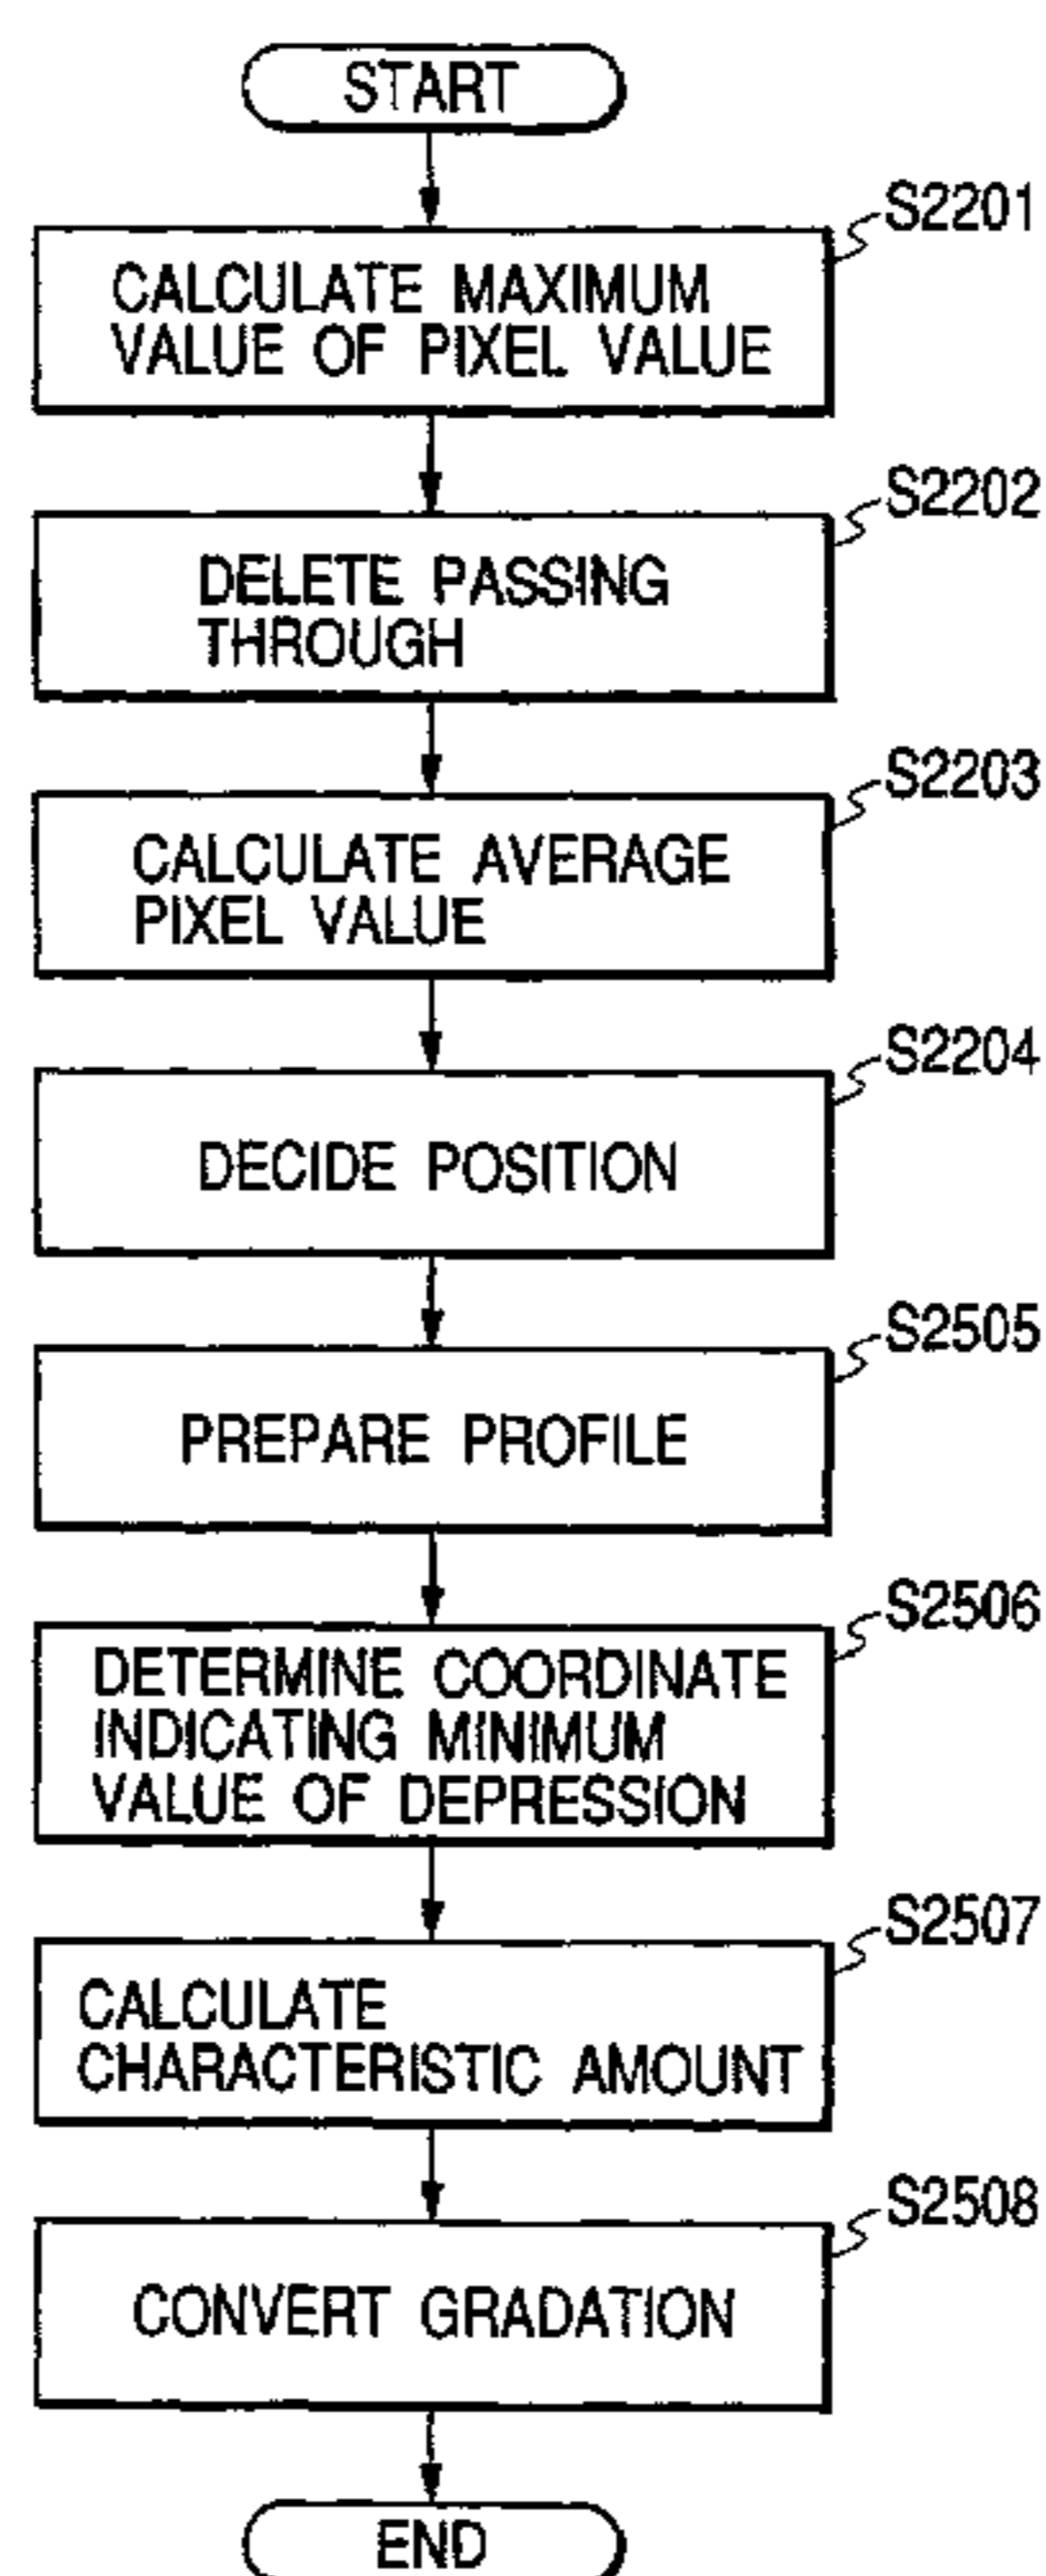 START
S2201
CALCULATE MAXIMUM
VALUE OF PIXEL VALUE
S2202
DELETE PASSING
THROUGH
S2203
CALCULATE AVERAGE
PIXEL VALUE
S2204
DECIDE POSITION
S2505
PREPARE PROFILE
S2506
DETERMINE COORDINATE
INDICATING MINIMUM
VALUE OF DEPRESSION
S2507
CALCULATE
CHARACTERISTIC AMOUNT
S2508
CONVERT GRADATION
END